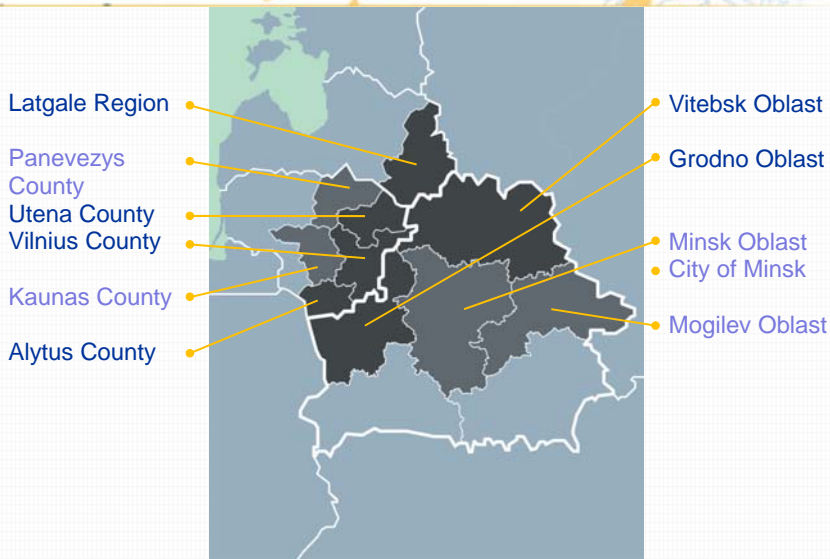 Latgale Region
Panevezys
County
Utena County
Vilnius County
Kaunas County
Alytus County
Vitebsk Oblast
Grodno Oblast
Minsk Oblast
City of Minsk
Mogilev Oblast